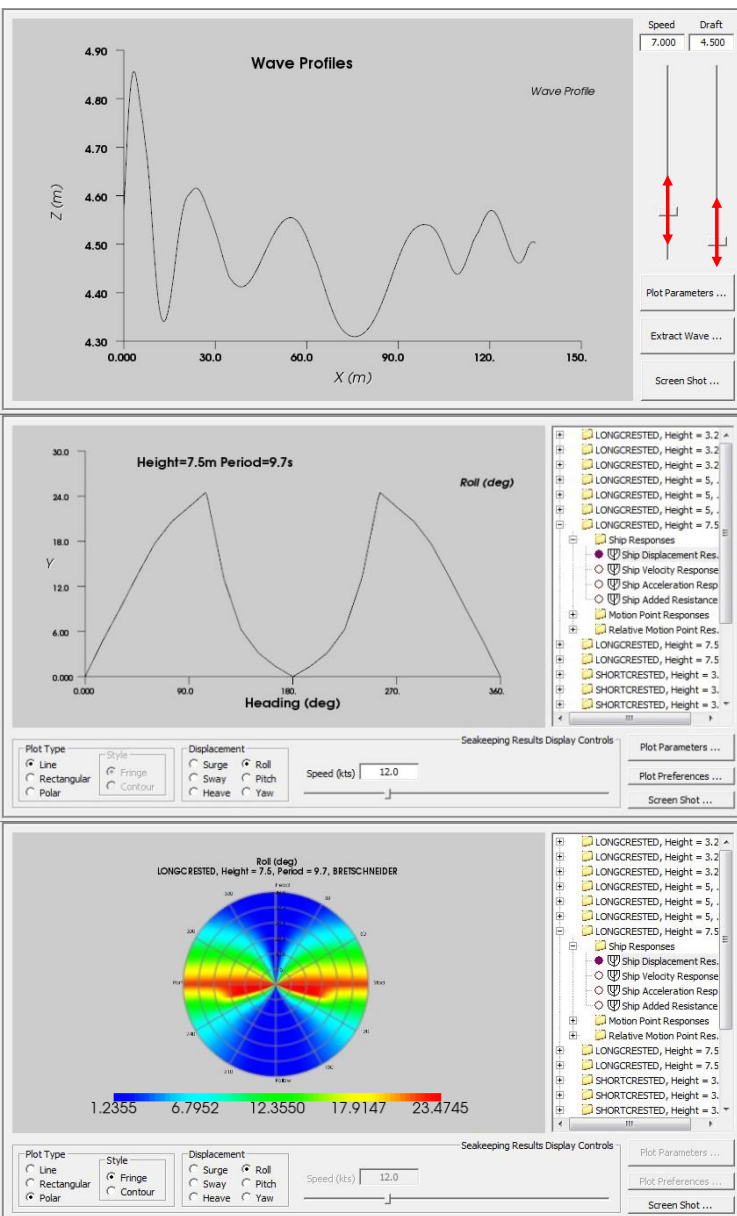 Speed Draft
7.000 4.500
Wave Profiles
Wave Profile
4.90
4.80
4.70
4.60
4.50
4.40
4.30
Z (m)
0.000 30.0 60.0 90.0 120. 150.
X (m)
Plot Parameters ...
Extract Wave ...
Screen Shot ...
Height=7.5m Period=9.7s
Roll (deg)
30.0
24.0
18.0
12.0
6.00
0.000
Y
0.000 90.0 180. 270. 360.
Heading (deg)
LONGCRESTED, Height = 3.2
LONGCRESTED, Height = 3.2
LONGCRESTED, Height = 3.2
LONGCRESTED, Height = 5, .
LONGCRESTED, Height = 5, .
LONGCRESTED, Height = 5, .
LONGCRESTED, Height = 7.5
Ship Responses
Ship Displacement Res.
Ship Velocity Response
Ship Acceleration Resp
Ship Added Resistance
Motion Point Responses
Relative Motion Point Res.
LONGCRESTED, Height = 7.5
LONGCRESTED, Height = 7.5
SHORTCRESTED, Height = 3.
SHORTCRESTED, Height = 3.
SHORTCRESTED, Height = 3.
Seakeeping Results Display Controls
Plot Type
Line
Rectangular
Polar
Style
Fringe
Contour
Displacement
Surge Roll
Sway Pitch
Heave Yaw
Speed (kts) 12.0
Plot Parameters ...
Plot Preferences ...
Screen Shot ...
Roll (deg)
LONGCRESTED, Height = 7.5, Period = 9.7, BRETSCHNEIDER
Head
Port
Stbd
240
210
Follow
1.2355 6.7952 12.3550 17.9147 23.4745
LONGCRESTED, Height = 3.2
LONGCRESTED, Height = 3.2
LONGCRESTED, Height = 3.2
LONGCRESTED, Height = 5, .
LONGCRESTED, Height = 5, .
LONGCRESTED, Height = 5, .
LONGCRESTED, Height = 7.5
Ship Responses
Ship Displacement Res.
Ship Velocity Response
Ship Acceleration Resp
Ship Added Resistance
Motion Point Responses
Relative Motion Point Res.
LONGCRESTED, Height = 7.5
LONGCRESTED, Height = 7.5
SHORTCRESTED, Height = 3.
SHORTCRESTED, Height = 3.
SHORTCRESTED, Height = 3.
Seakeeping Results Display Controls
Plot Type
Line
Rectangular
Polar
Style
Fringe
Contour
Displacement
Surge Roll
Sway Pitch
Heave Yaw
Speed (kts) 12.0
Plot Parameters ...
Plot Preferences ...
Screen Shot ...